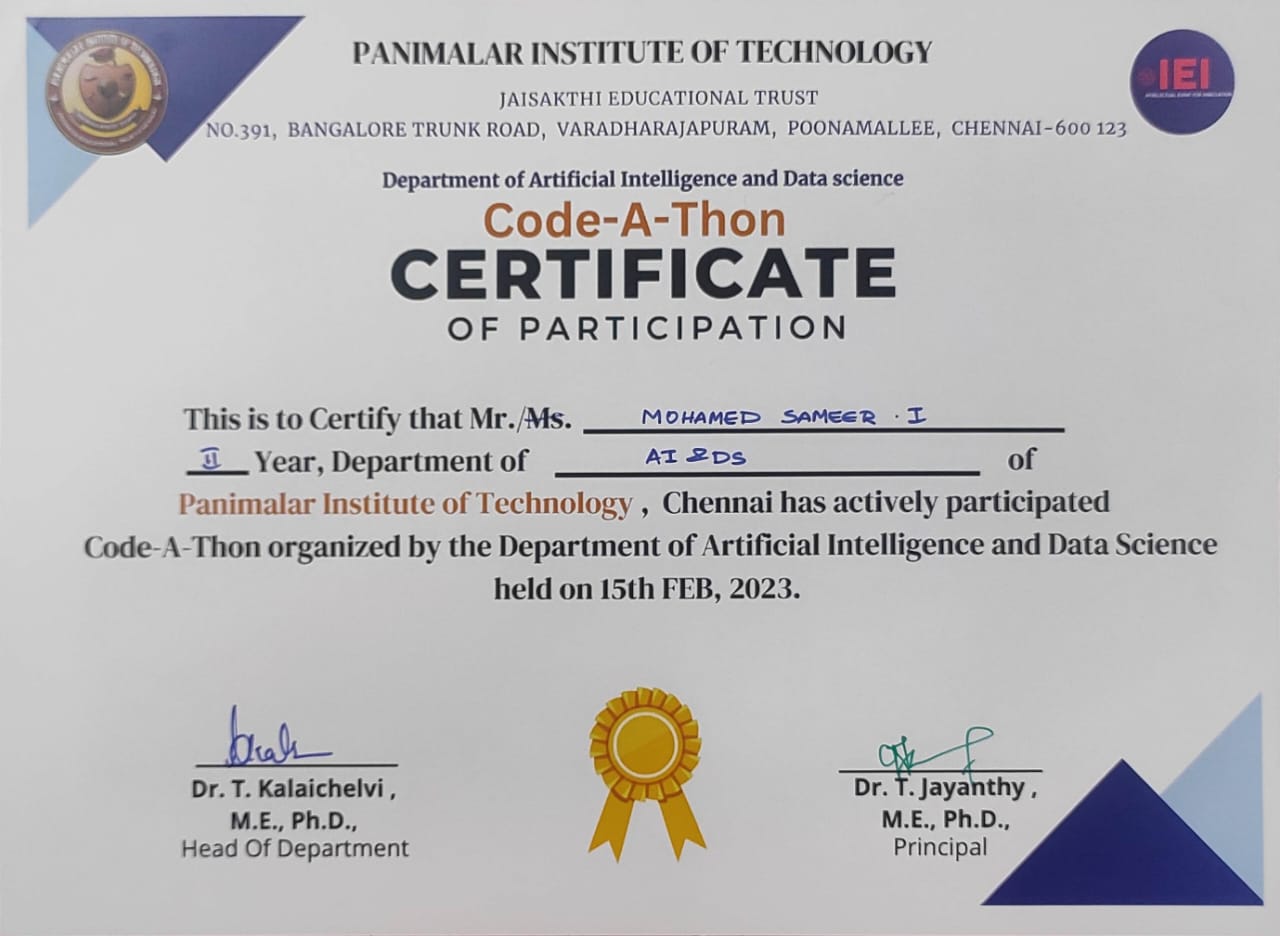 PANIMALAR INSTITUTE OF TECHNOLOGY
JAISAKTHI EDUCATIONAL TRUST
NO.391, BANGALORE TRUNK ROAD, VARADHARAJAPURAM, POONAMALLEE, CHENNAI-600 123
IEI
INTELLECTUAL EVENT FOR INNOVATION
Department of Artificial Intelligence and Data science
Code-A-Thon
CERTIFICATE
OF PARTICIPATION
This is to Certify that Mr./Ms. MOHAMED SAMEER . I
II Year, Department of AI & DS of
Panimalar Institute of Technology , Chennai has actively participated
Code-A-Thon organized by the Department of Artificial Intelligence and Data Science
held on 15th FEB, 2023.
Dr. T. Kalaichelvi ,
M.E., Ph.D.,
Head Of Department
Dr. T. Jayanthy ,
M.E., Ph.D.,
Principal